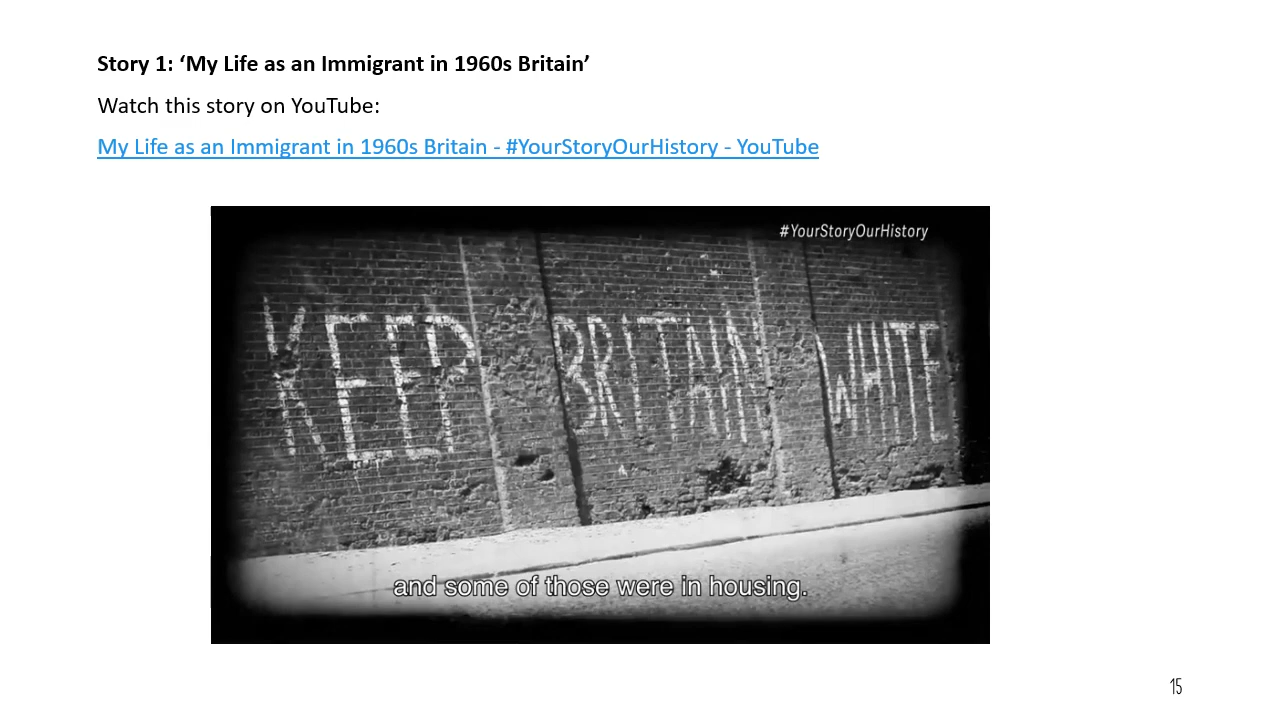 Story 1: ‘My Life as an Immigrant in 1960s Britain’
Watch this story on YouTube:
My Life as an Immigrant in 1960s Britain - #YourStoryOurHistory - YouTube
#YourStoryOurHistory
KEEP BRITAIN WHITE
and some of those were in housing.
15